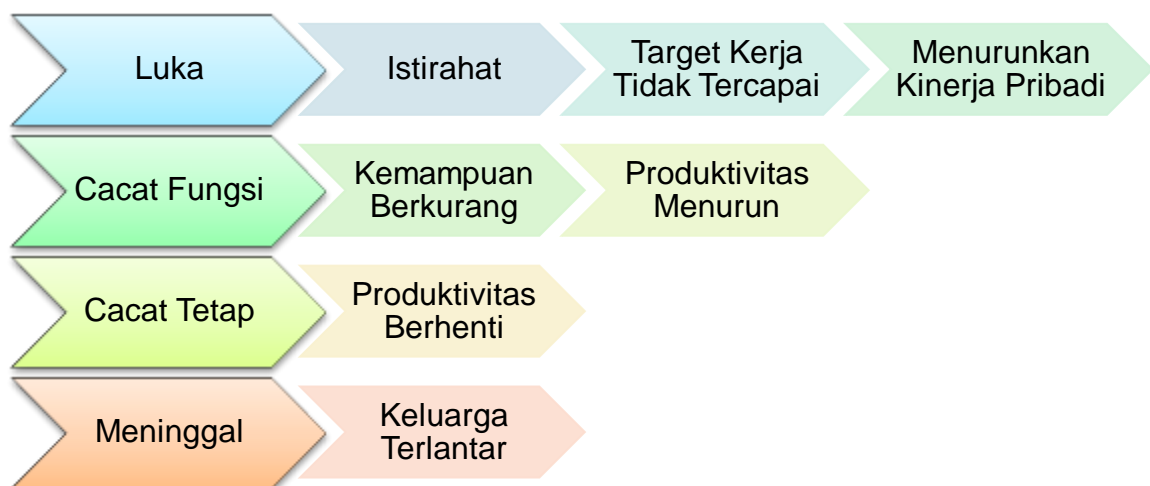 Luka
Istirahat
Target Kerja
Tidak Tercapai
Menurunkan
Kinerja Pribadi
Cacat Fungsi
Kemampuan
Berkurang
Produktivitas
Menurun
Cacat Tetap
Produktivitas
Berhenti
Meninggal
Keluarga
Terlantar